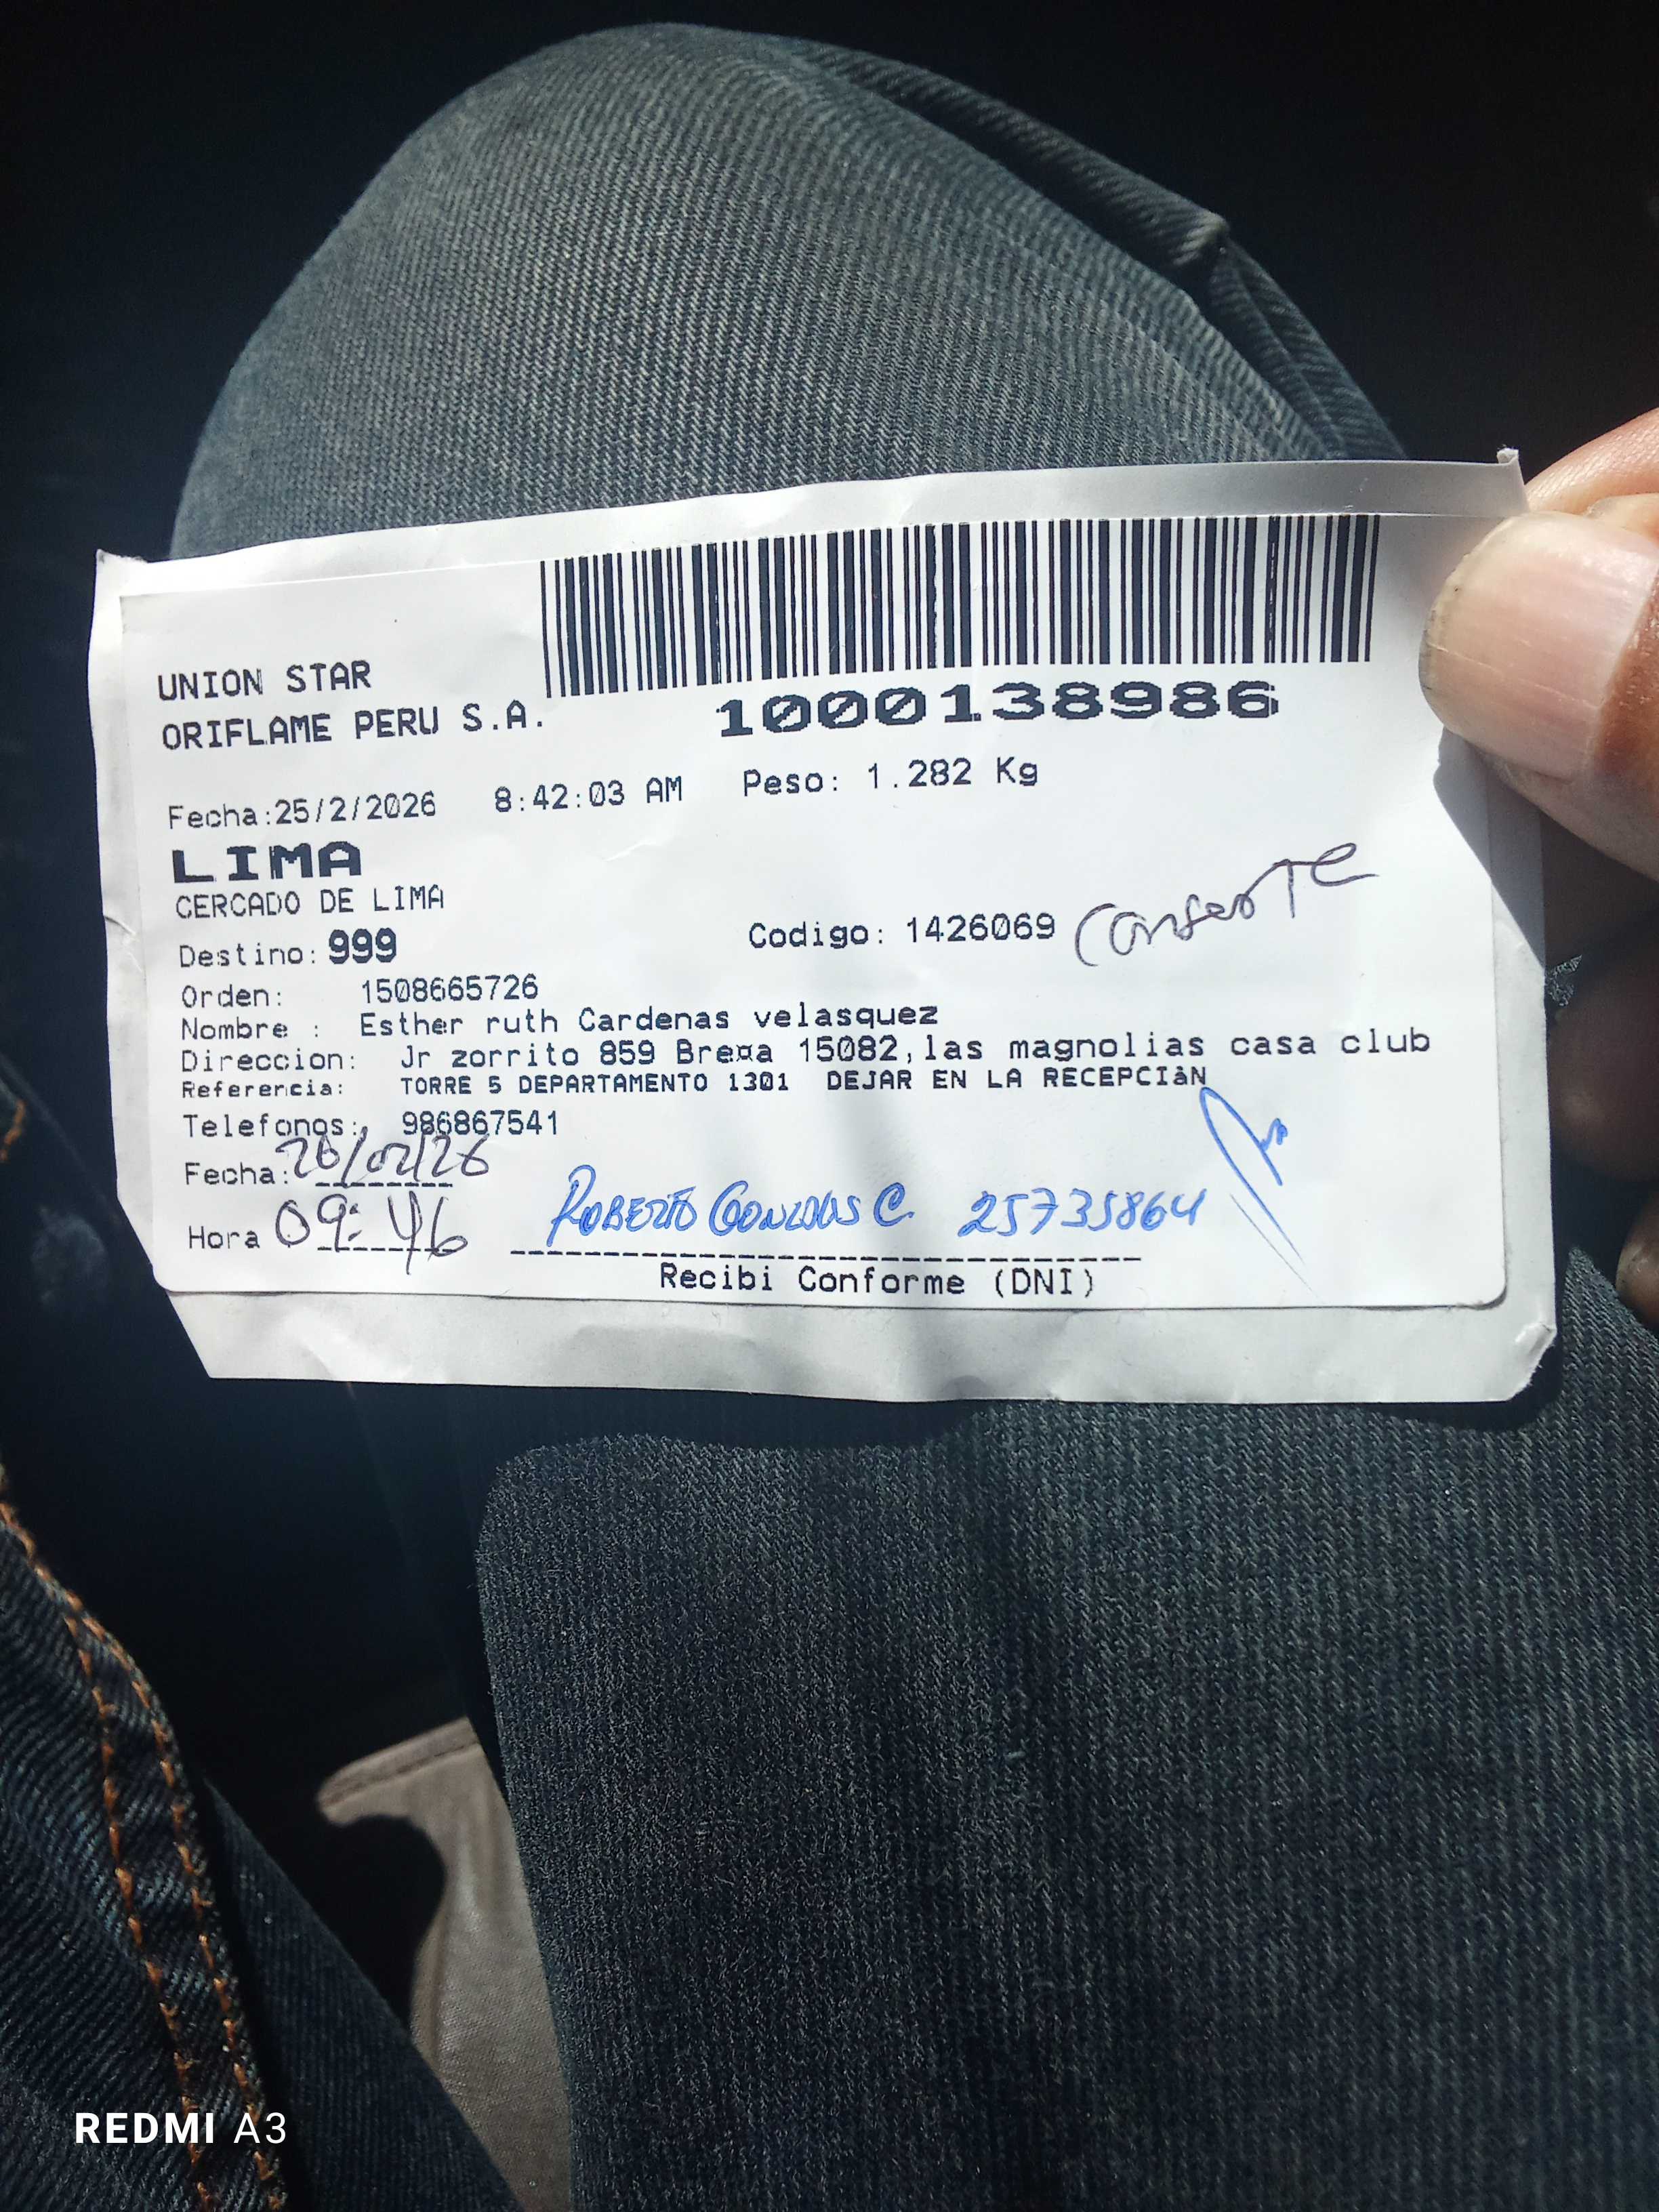 UNION STAR
ORIFLAME PERU S.A.
1000138986
Fecha:25/2/2026 8:42:03 AM Peso: 1.282 Kg
LIMA
CERCADO DE LIMA
Destino: 999
Codigo: 1426069
Orden: 1508665726
Nombre : Esther ruth Cardenas velasquez
Direccion: Jr zorrito 859 Breña 15082,las magnolias casa club
Referencia: TORRE 5 DEPARTAMENTO 1301 DEJAR EN LA RECEPCIàN
Telefonos: 986867541
Fecha: 26/02/26
Hora 09:46
ROBERTO C. 25735864
Recibi Conforme (DNI)
REDMI A3